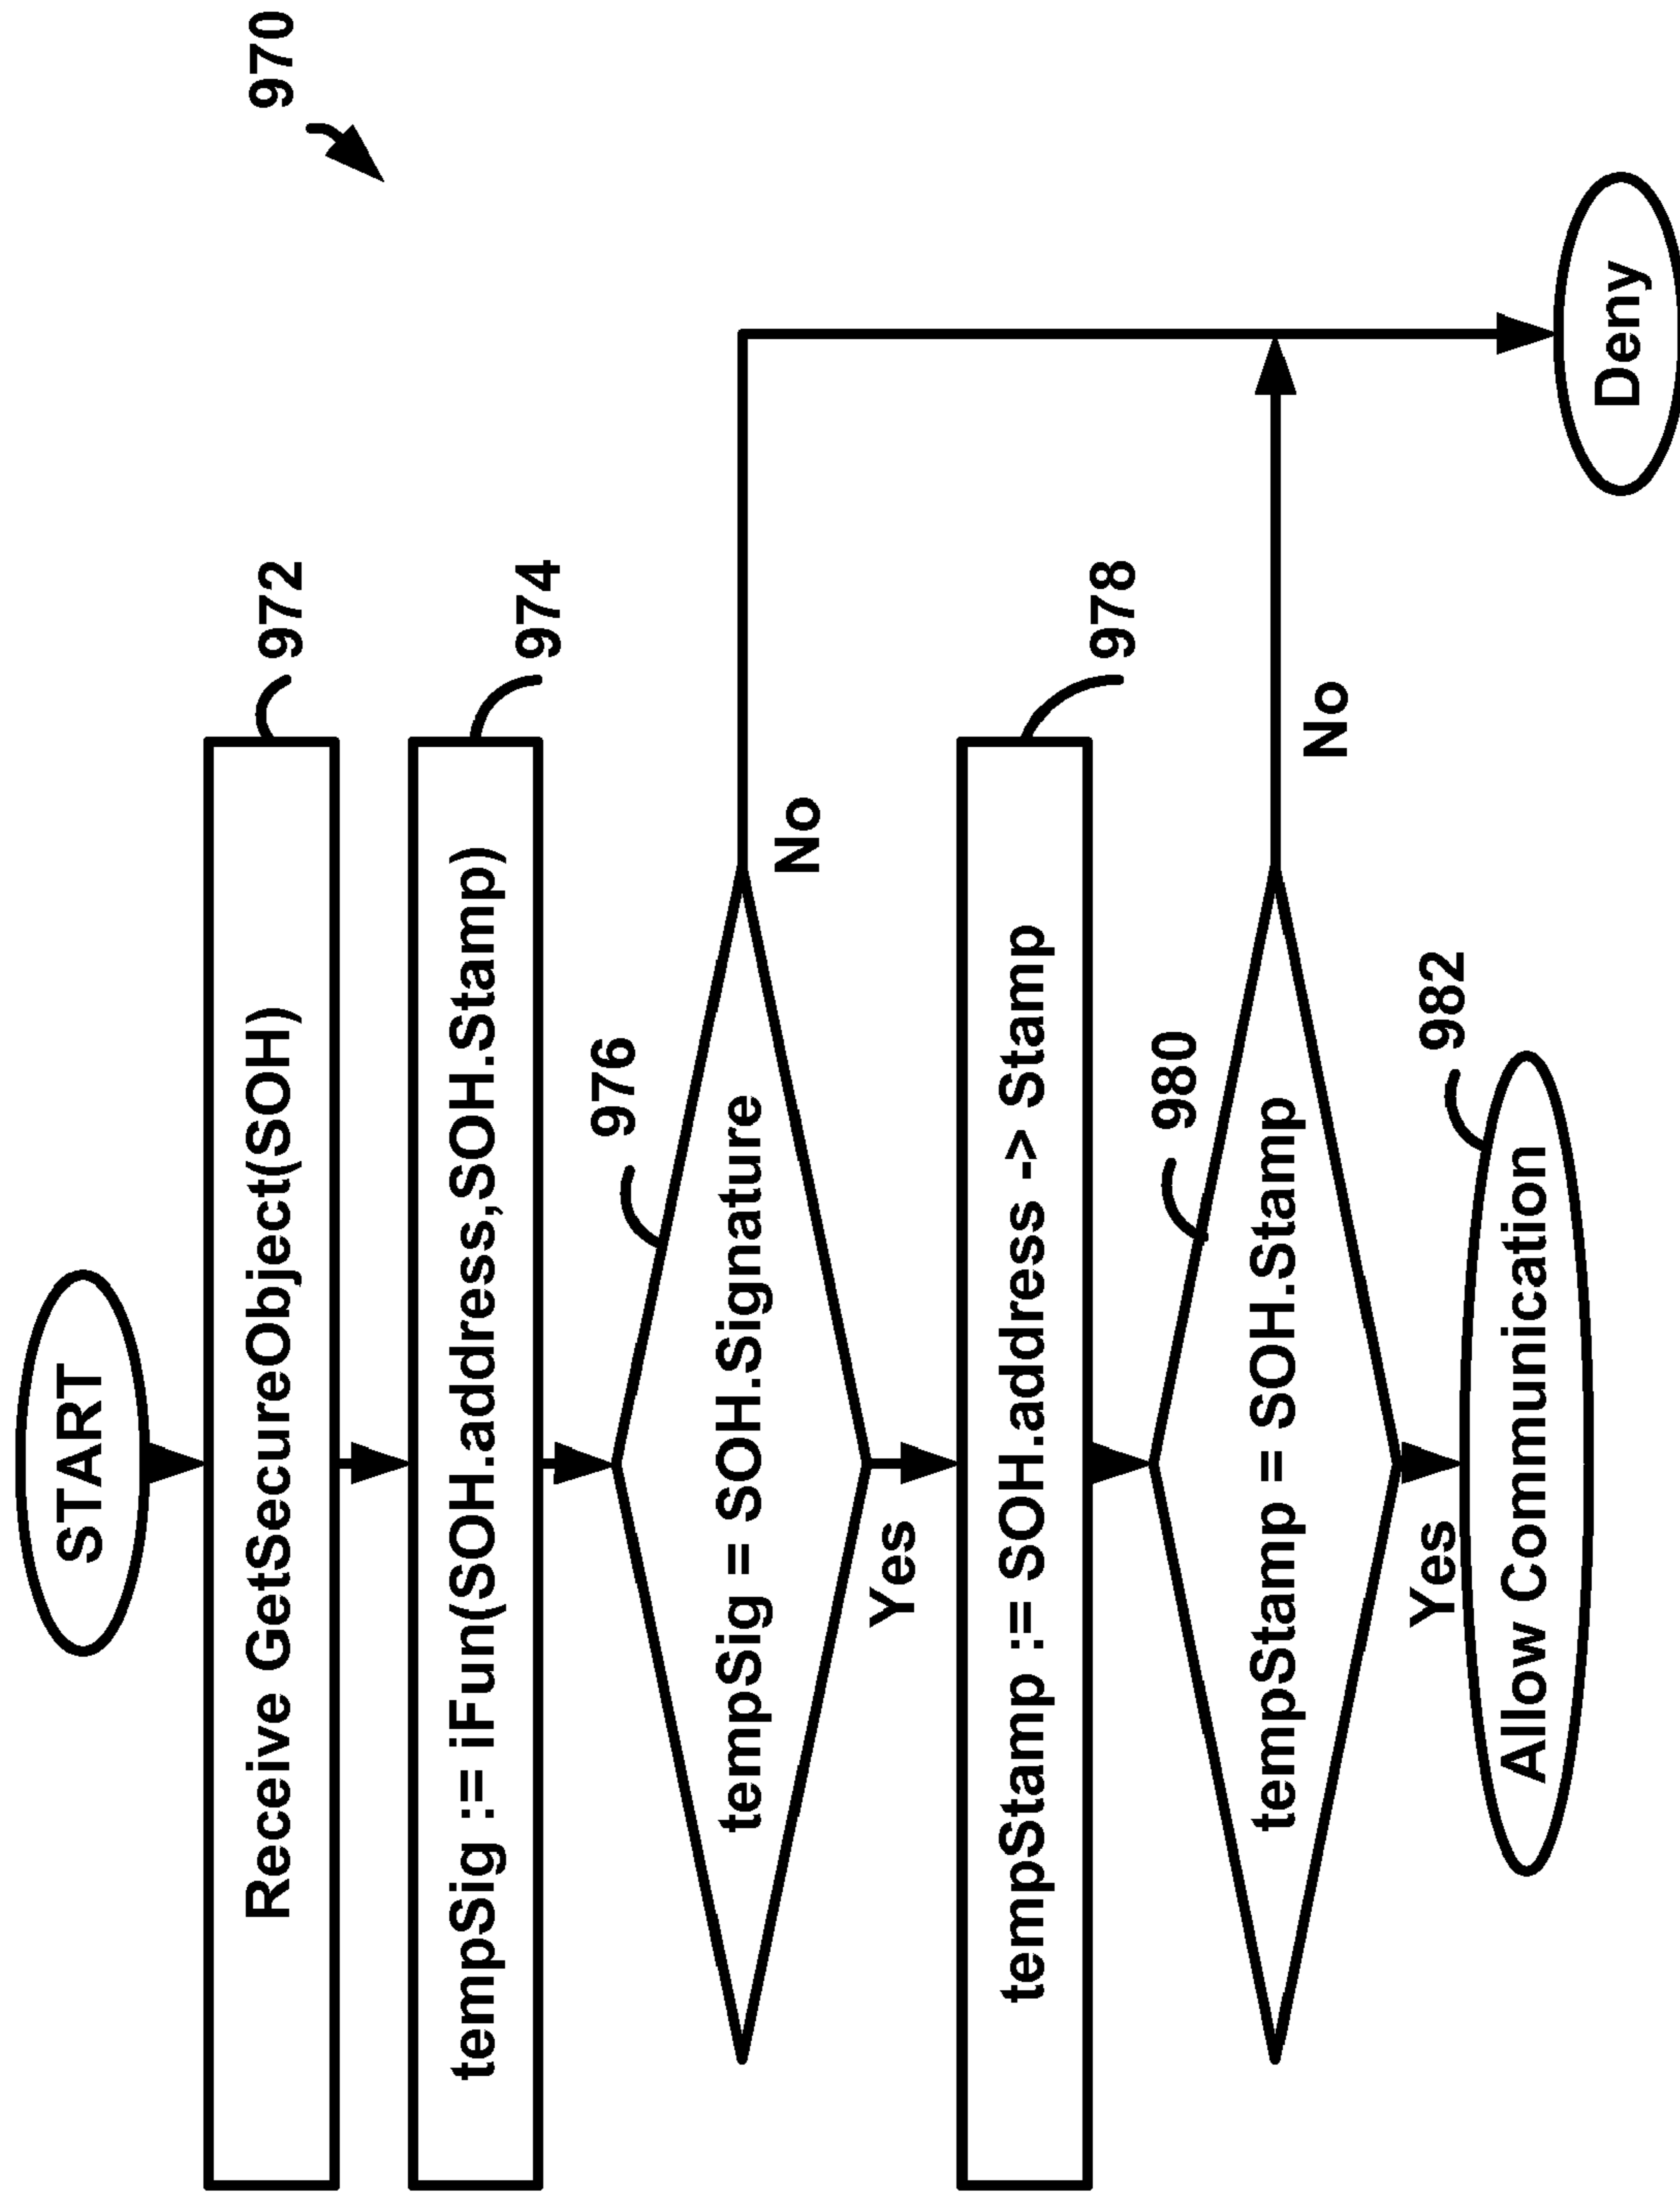 970
START
Receive GetSecureObject(SOH)
972
tempSig := iFun(SOH.address,SOH.Stamp)
974
976
tempSig = SOH.Signature
No
Yes
tempStamp := SOH.address -> Stamp
978
980
tempStamp = SOH.Stamp
No
Yes
982
Allow Communication
Deny